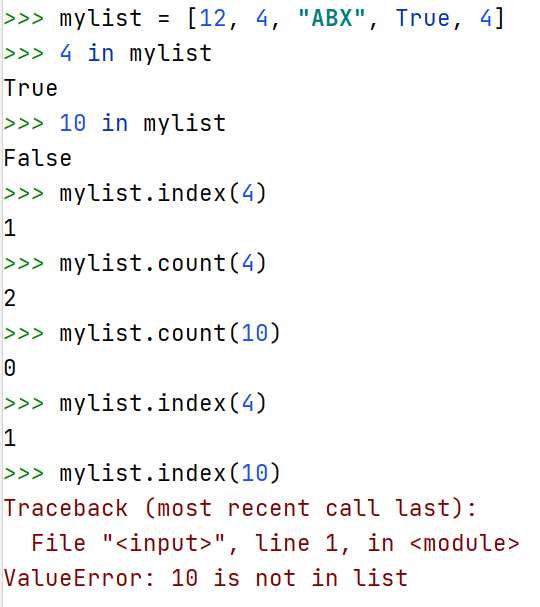 >>> mylist = [12, 4, "ABX", True, 4]
>>> 4 in mylist
True
>>> 10 in mylist
False
>>> mylist.index(4)
1
>>> mylist.count(4)
2
>>> mylist.count(10)
0
>>> mylist.index(4)
1
>>> mylist.index(10)
Traceback (most recent call last):
  File "<input>", line 1, in <module>
ValueError: 10 is not in list